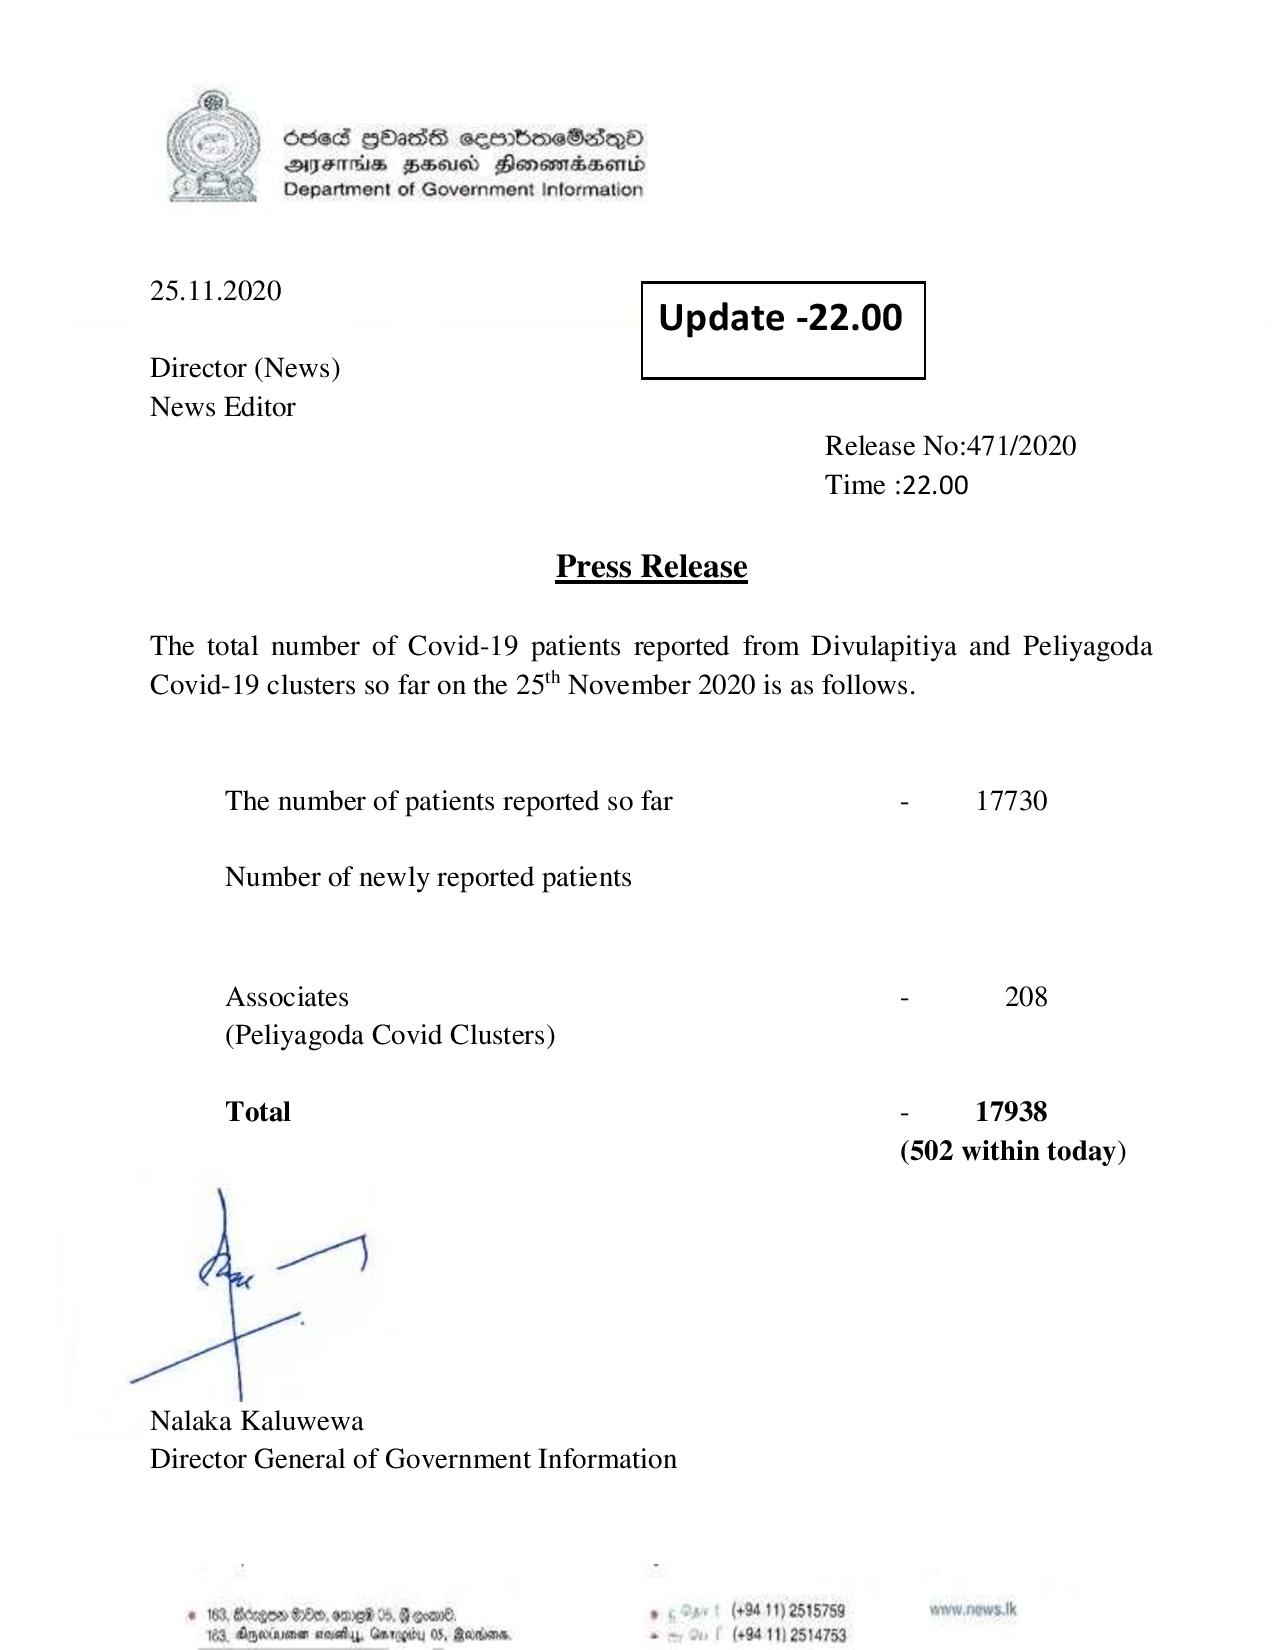 රජයේ ප්‍රවෘත්ති දෙපාර්තමේන්තුව
அரசாங்க தகவல் திணைக்களம்
Department of Government Information
25.11.2020
Update -22.00
Director (News)
News Editor
Release No:471/2020
Time :22.00
Press Release
The total number of Covid-19 patients reported from Divulapitiya and Peliyagoda
Covid-19 clusters so far on the 25th November 2020 is as follows.
The number of patients reported so far - 17730
Number of newly reported patients
Associates - 208
(Peliyagoda Covid Clusters)
Total - 17938
(502 within today)
Nalaka Kaluwewa
Director General of Government Information
163, කිරුලපන මාවත, කොළඹ 05, ශ්‍රී ලංකාව.
(+94 11) 2515759
www.news.lk
163, கிருலப்பனை எவனியூ, கொழும்பு 05, இலங்கை.
(+94 11) 2514753